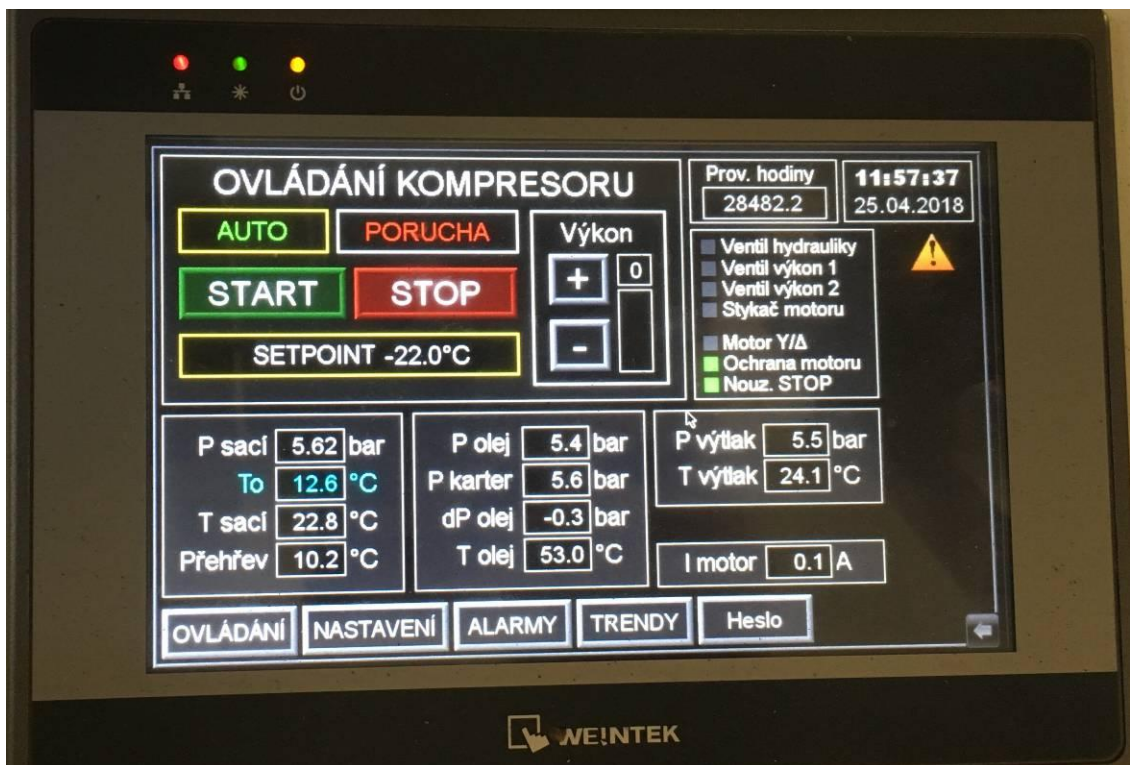 OVLÁDÁNÍ KOMPRESORU
AUTO
PORUCHA
START
STOP
SETPOINT -22.0°C
Výkon
+
0
-
Prov. hodiny
28482.2
11:57:37
25.04.2018
Ventil hydrauliky
Ventil výkon 1
Ventil výkon 2
Stykač motoru
Motor Y/Δ
Ochrana motoru
Nouz. STOP
P sací 5.62 bar
To 12.6 °C
T sací 22.8 °C
Přehřev 10.2 °C
P olej 5.4 bar
P karter 5.6 bar
dP olej -0.3 bar
T olej 53.0 °C
P výtlak 5.5 bar
T výtlak 24.1 °C
I motor 0.1 A
OVLÁDÁNÍ NASTAVENÍ ALARMY TRENDY Heslo
WE!NTEK